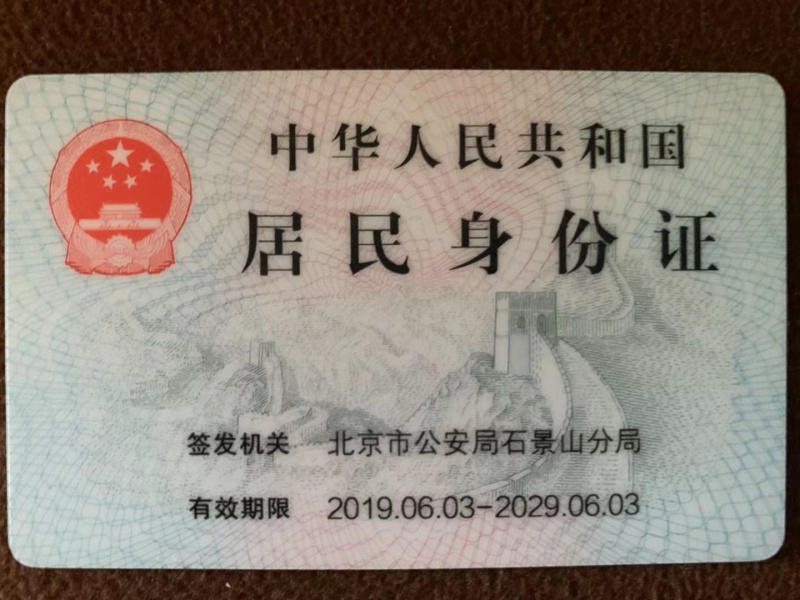 中华人民共和国
居民身份证
签发机关 北京市公安局石景山分局
有效期限 2019.06.03-2029.06.03